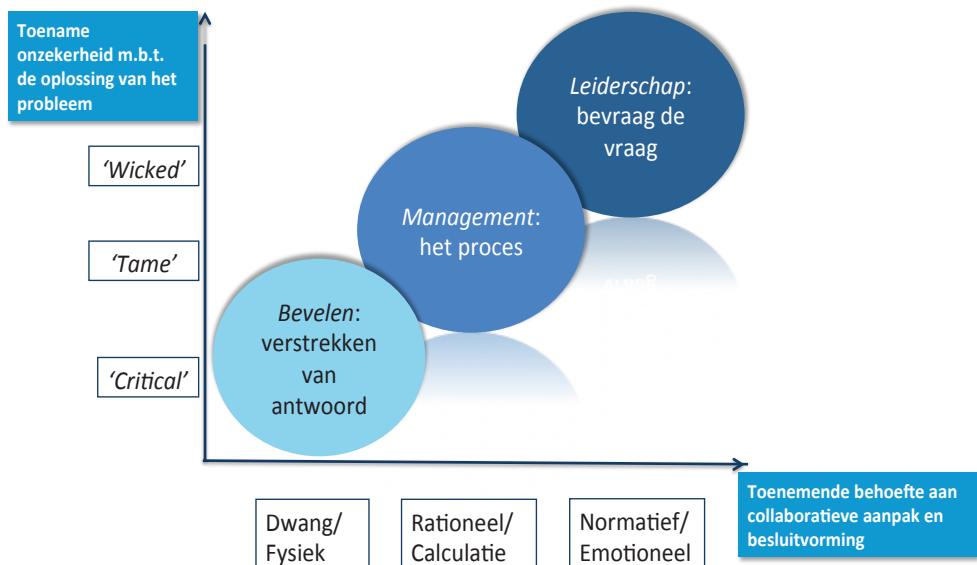 Toename
onzekerheid m.b.t.
de oplossing van het
probleem
Leiderschap:
bevraag de
vraag
‘Wicked’
Management:
het proces
‘Tame’
Bevelen:
verstrekken
van
antwoord
‘Critical’
Toenemende behoefte aan
collaboratieve aanpak en
besluitvorming
Dwang/
Fysiek
Rationeel/
Calculatie
Normatief/
Emotioneel